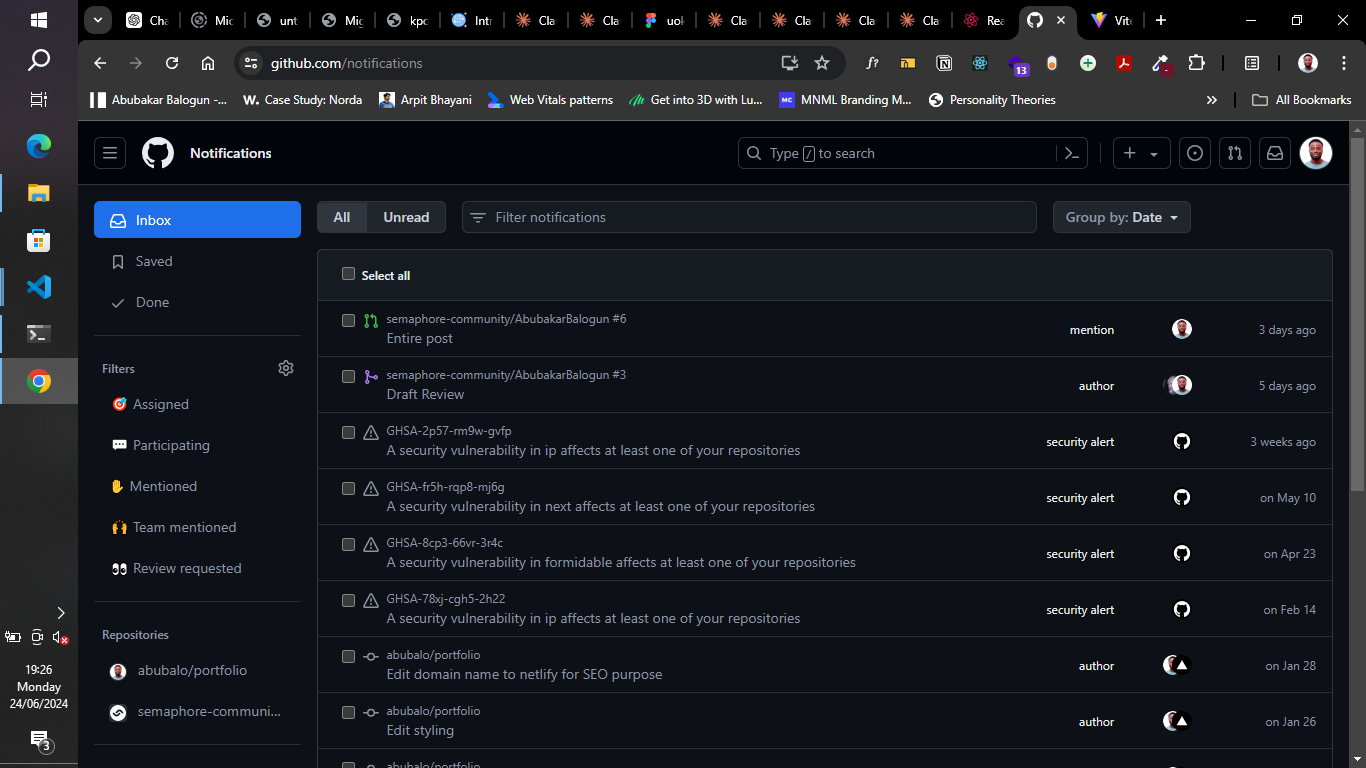 Cha
Mic
unt
Mic
kpc
Intr
Cla
Cla
uok
Cla
Cla
Cla
Cla
Rea
Vite
github.com/notifications
f?
13
Abubakar Balogun -...
W. Case Study: Norda
Arpit Bhayani
Web Vitals patterns
Get into 3D with Lu...
MC MNML Branding M...
Personality Theories
All Bookmarks
Notifications
Type / to search
Inbox
Saved
Done
Filters
Assigned
Participating
Mentioned
Team mentioned
Review requested
Repositories
abubalo/portfolio
semaphore-communi...
All
Unread
Filter notifications
Group by: Date
Select all
semaphore-community/AbubakarBalogun #6
Entire post
mention
3 days ago
semaphore-community/AbubakarBalogun #3
Draft Review
author
5 days ago
GHSA-2p57-rm9w-gvfp
A security vulnerability in ip affects at least one of your repositories
security alert
3 weeks ago
GHSA-fr5h-rqp8-mj6g
A security vulnerability in next affects at least one of your repositories
security alert
on May 10
GHSA-8cp3-66vr-3r4c
A security vulnerability in formidable affects at least one of your repositories
security alert
on Apr 23
GHSA-78xj-cgh5-2h22
A security vulnerability in ip affects at least one of your repositories
security alert
on Feb 14
abubalo/portfolio
Edit domain name to netlify for SEO purpose
author
on Jan 28
abubalo/portfolio
Edit styling
author
on Jan 26
abubalo/portfolio
19:26
Monday
24/06/2024
3